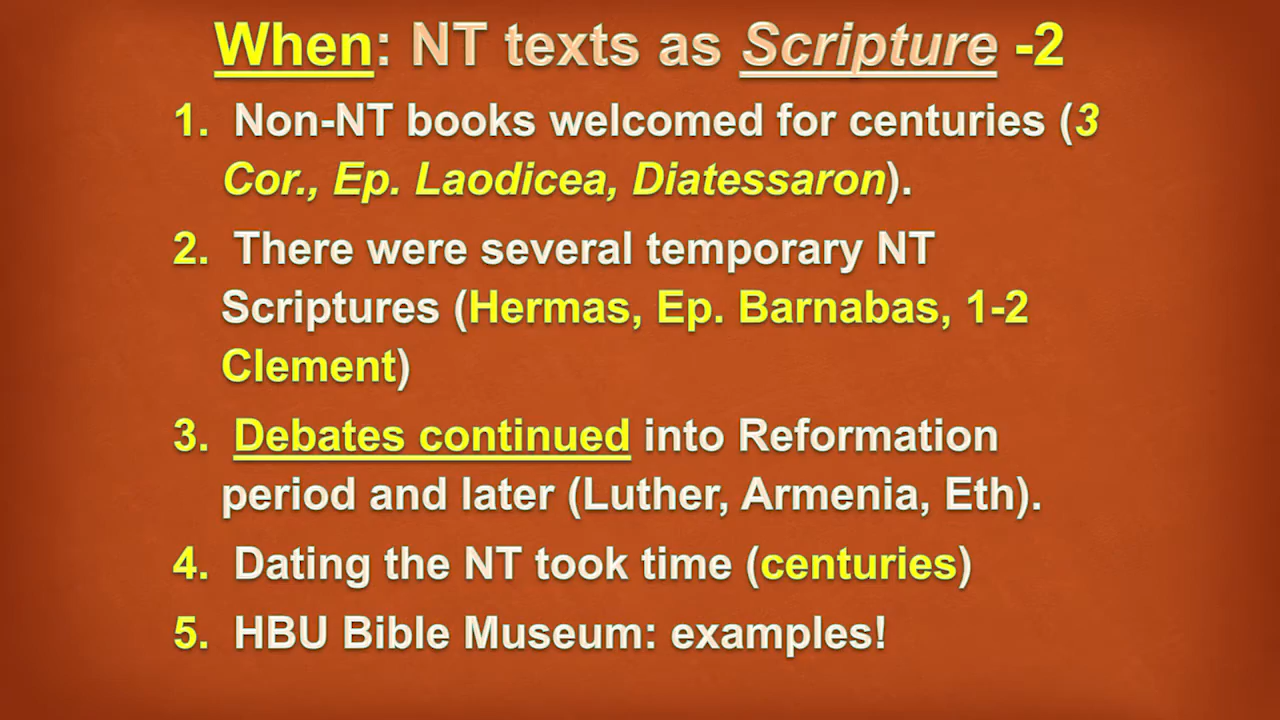 When: NT texts as Scripture -2
1. Non-NT books welcomed for centuries (3
Cor., Ep. Laodicea, Diatessaron).
2. There were several temporary NT
Scriptures (Hermas, Ep. Barnabas, 1-2
Clement)
3. Debates continued into Reformation
period and later (Luther, Armenia, Eth).
4. Dating the NT took time (centuries)
5. HBU Bible Museum: examples!